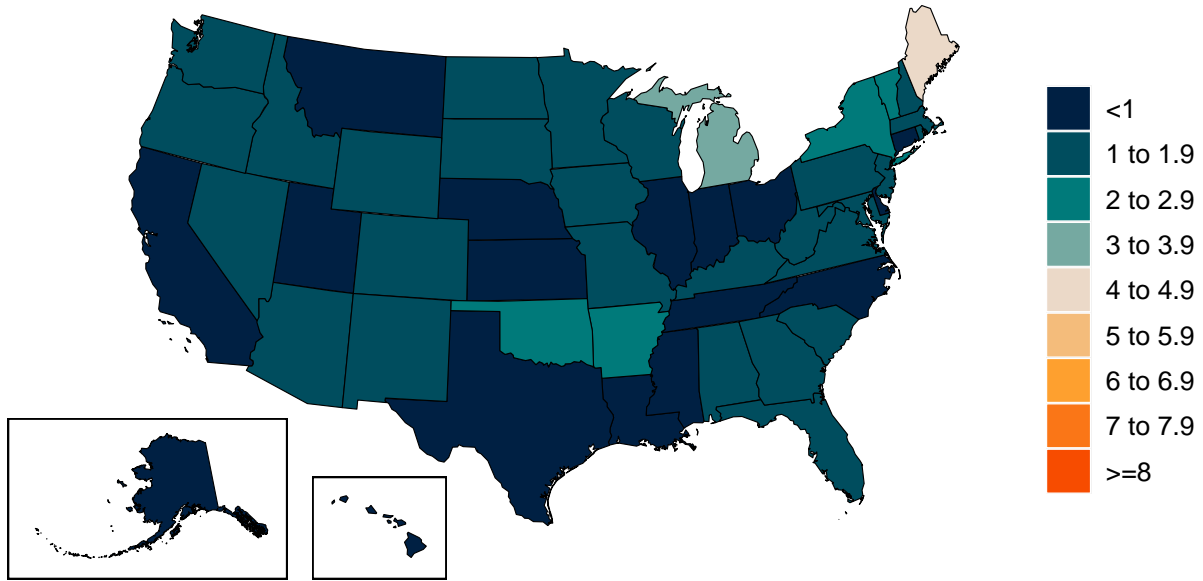 <1
1 to 1.9
2 to 2.9
3 to 3.9
4 to 4.9
5 to 5.9
6 to 6.9
7 to 7.9
>=8